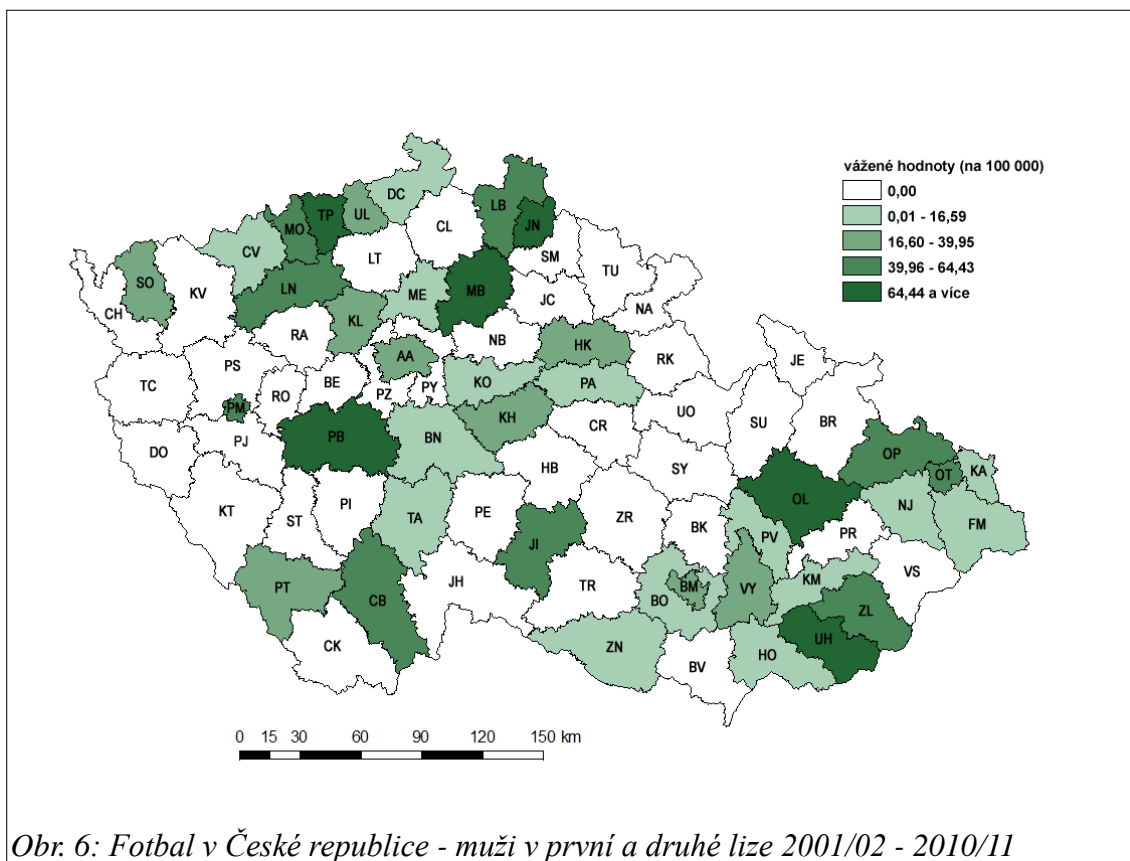 vážené hodnoty (na 100 000)
0,00
0,01 - 16,59
16,60 - 39,95
39,96 - 64,43
64,44 a více
DC
LB
TP
UL
JN
MO
CL
CV
SM
LT
TU
SO
KV
LN
ME
MB
JC
CH
NA
KL
RA
NB
HK
AA
RK
PS
JE
TC
BE
KO
PA
RO
PZ
PY
PM
UO
KH
SU
BR
PB
BN
CR
DO
PJ
OP
SY
HB
KA
OT
OL
KT
PI
NJ
ST
TA
PE
ZR
BK
FM
PV
PR
JI
VS
JH
TR
KM
PT
BM
VY
CB
BO
ZL
UH
CK
ZN
HO
BV
0 15 30 60 90 120 150 km
Obr. 6: Fotbal v České republice - muži v první a druhé lize 2001/02 - 2010/11